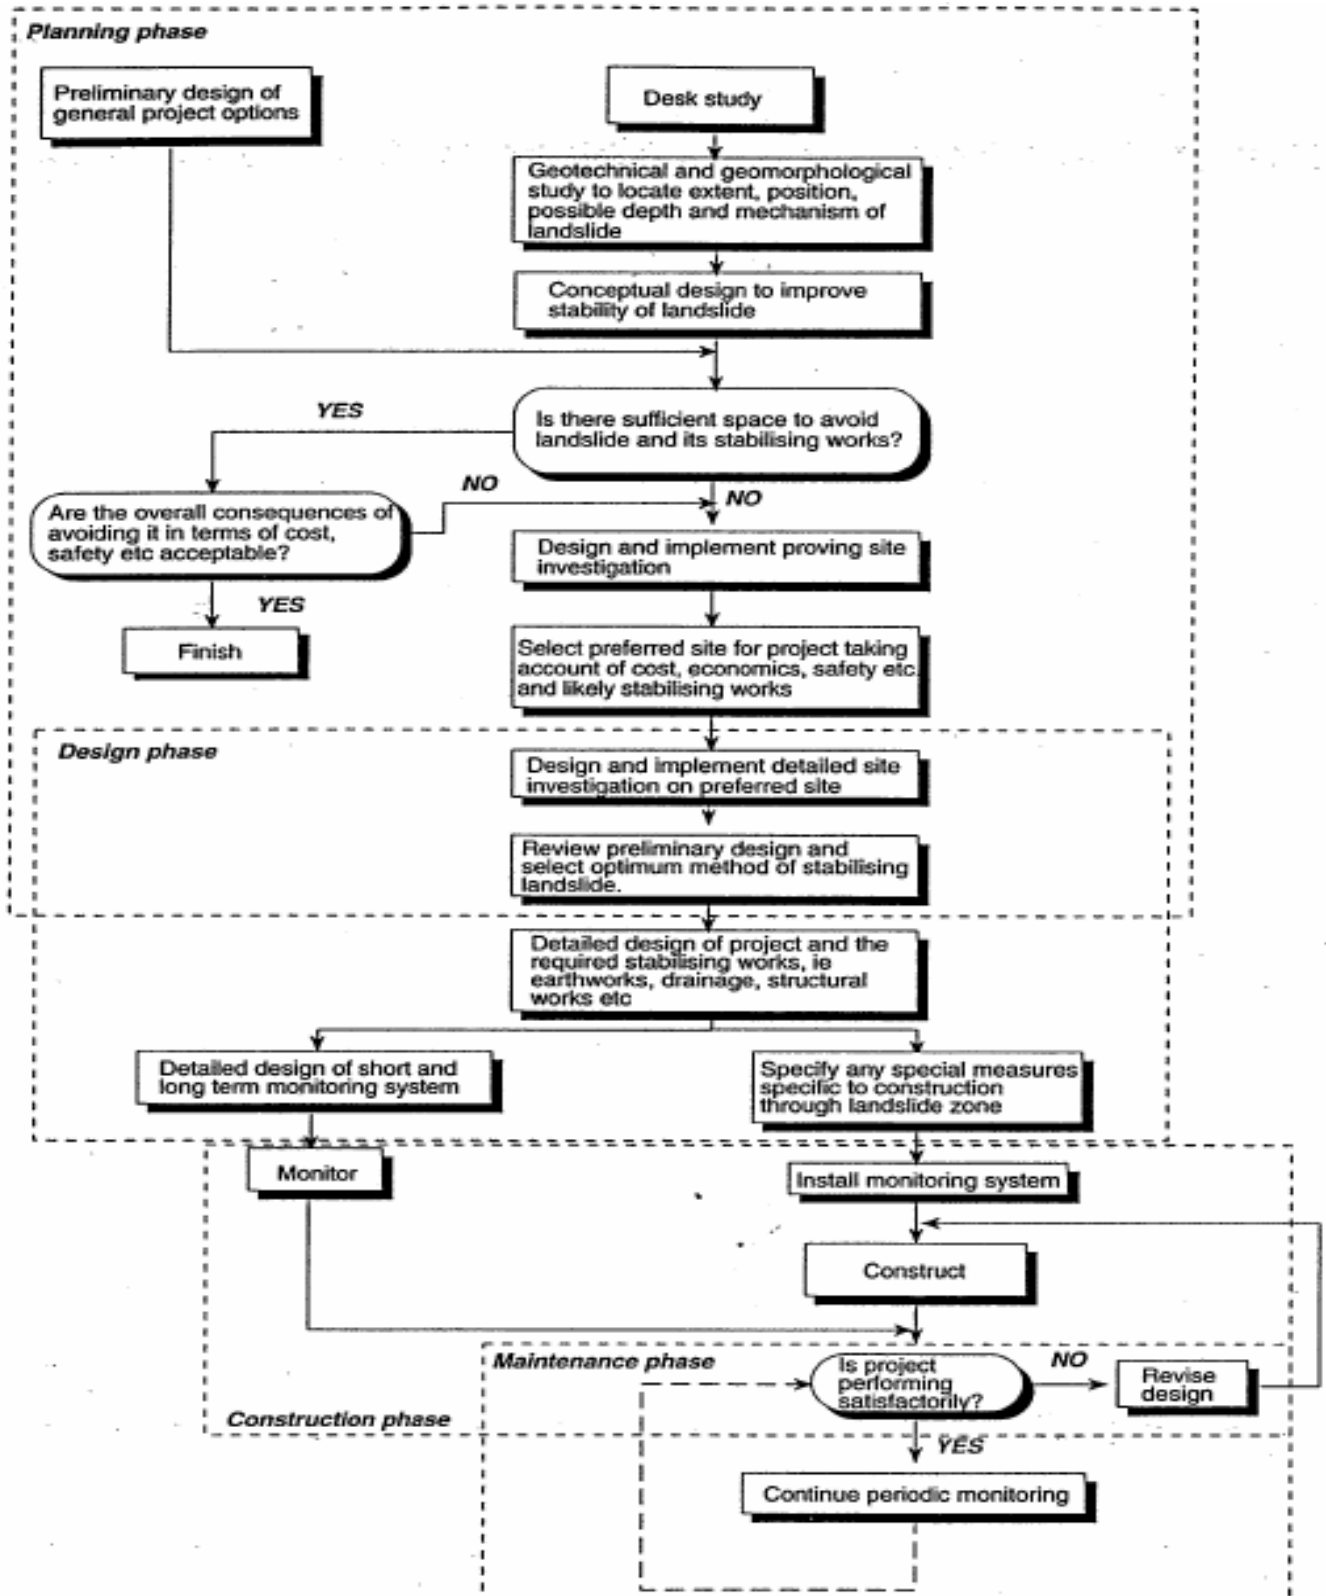 Planning phase
Preliminary design of
general project options
Desk study
Geotechnical and geomorphological
study to locate extent, position,
possible depth and mechanism of
landslide
Conceptual design to improve
stability of landslide
YES
Is there sufficient space to avoid
landslide and its stabilising works?
NO
NO
Are the overall consequences of
avoiding it in terms of cost,
safety etc acceptable?
Design and implement proving site
investigation
YES
Finish
Select preferred site for project taking
account of cost, economics, safety etc
and likely stabilising works
Design phase
Design and implement detailed site
investigation on preferred site
Review preliminary design and
select optimum method of stabilising
landslide.
Detailed design of project and the
required stabilising works, ie
earthworks, drainage, structural
works etc
Detailed design of short and
long term monitoring system
Specify any special measures
specific to construction
through landslide zone
Monitor
Install monitoring system
Construct
Maintenance phase
Is project
performing
satisfactorily?
NO
Revise
design
Construction phase
YES
Continue periodic monitoring